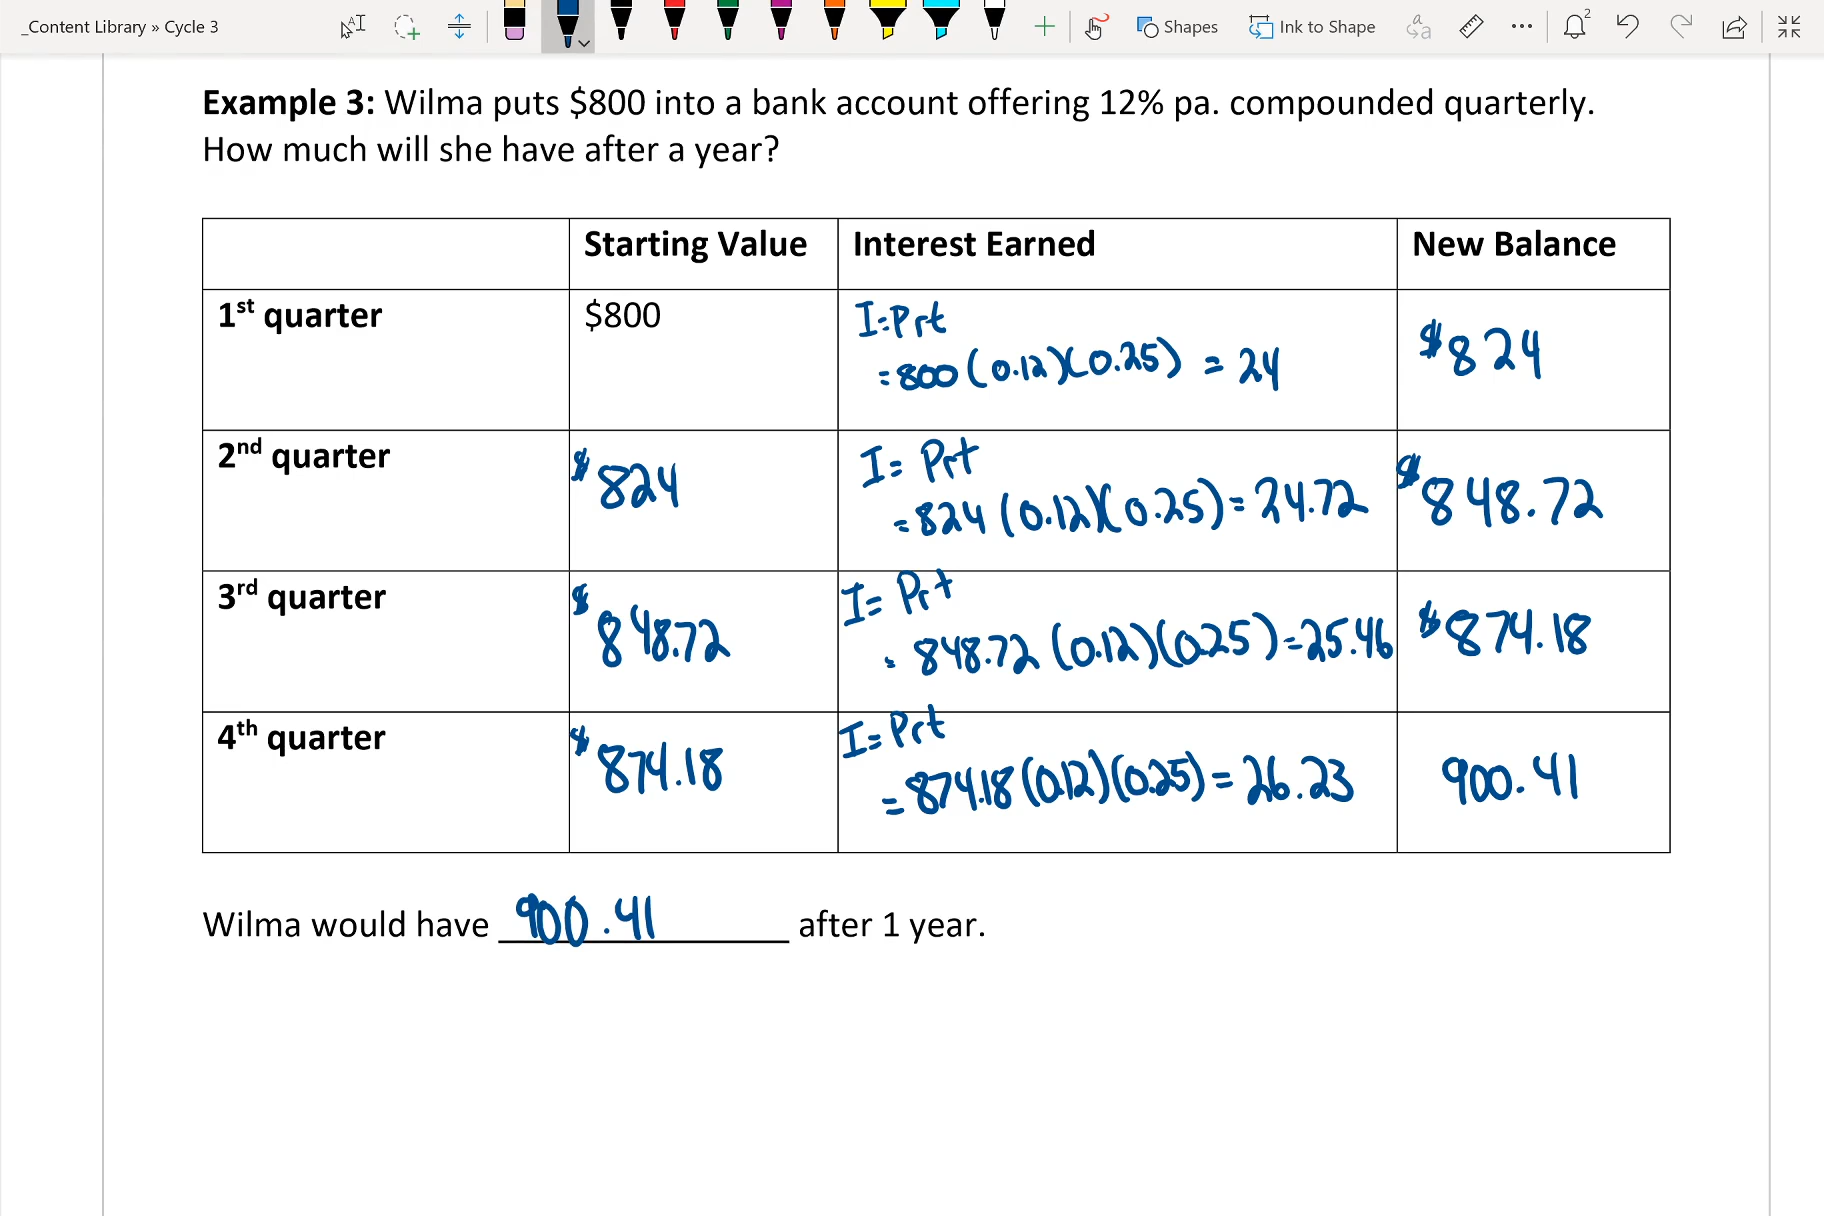 _Content Library » Cycle 3
Shapes
Ink to Shape
2
Example 3: Wilma puts $800 into a bank account offering 12% pa. compounded quarterly.
How much will she have after a year?
Starting Value Interest Earned New Balance
1st quarter $800 I=Prt
=800(0.12)(0.25) = 24 $824
2nd quarter $824 I= Prt
=824(0.12)(0.25)=24.72 $848.72
3rd quarter $848.72 I= Prt
= 848.72(0.12)(0.25)=25.46 $874.18
4th quarter $874.18 I=Prt
=874.18(0.12)(0.25)=26.23 900.41
Wilma would have 900.41 after 1 year.